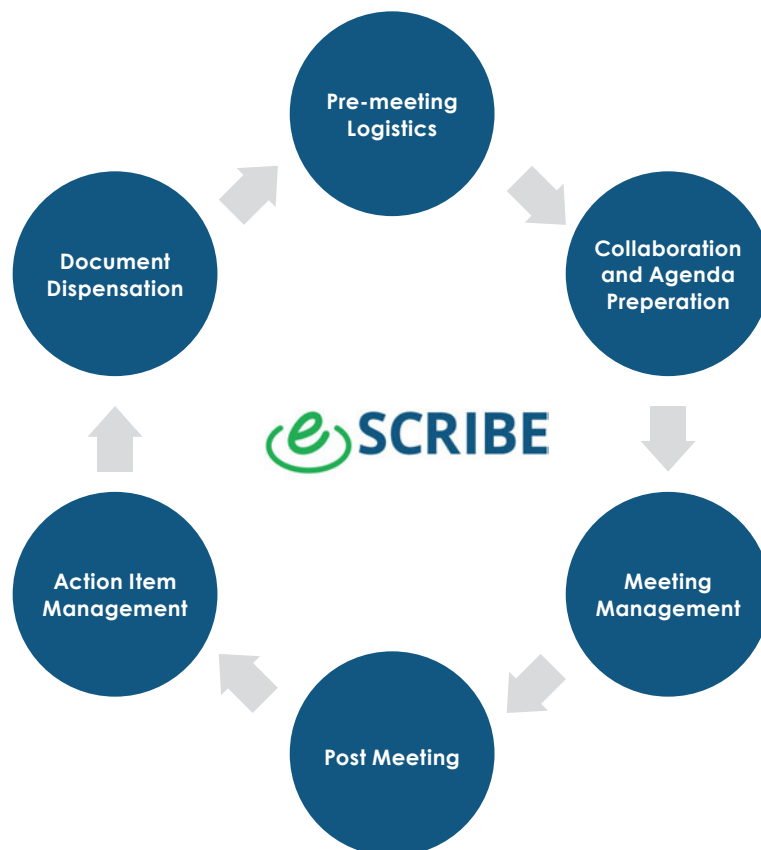 Pre-meeting
Logistics
Collaboration
and Agenda
Preperation
Meeting
Management
Post Meeting
Action Item
Management
Document
Dispensation
eSCRIBE